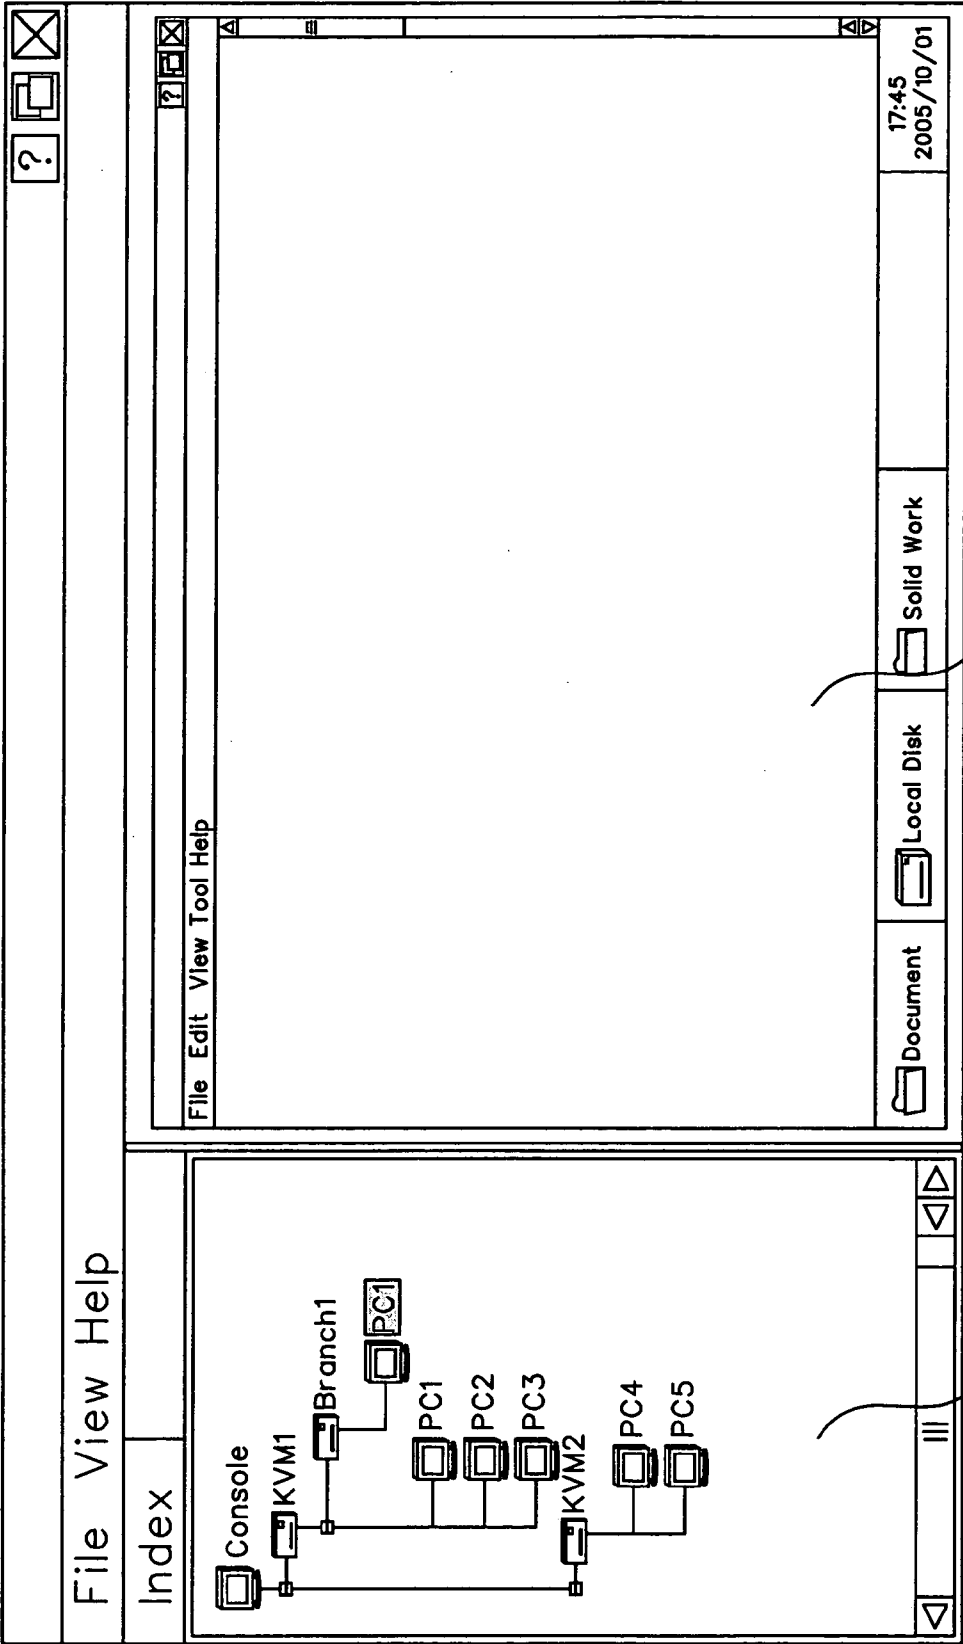 ?
File View Help
Index
Console
KVM1
Branch1
PC1
PC1
PC2
PC3
KVM2
PC4
PC5
?
File Edit View Tool Help
Document
Local Disk
Solid Work
17:45
2005/10/01